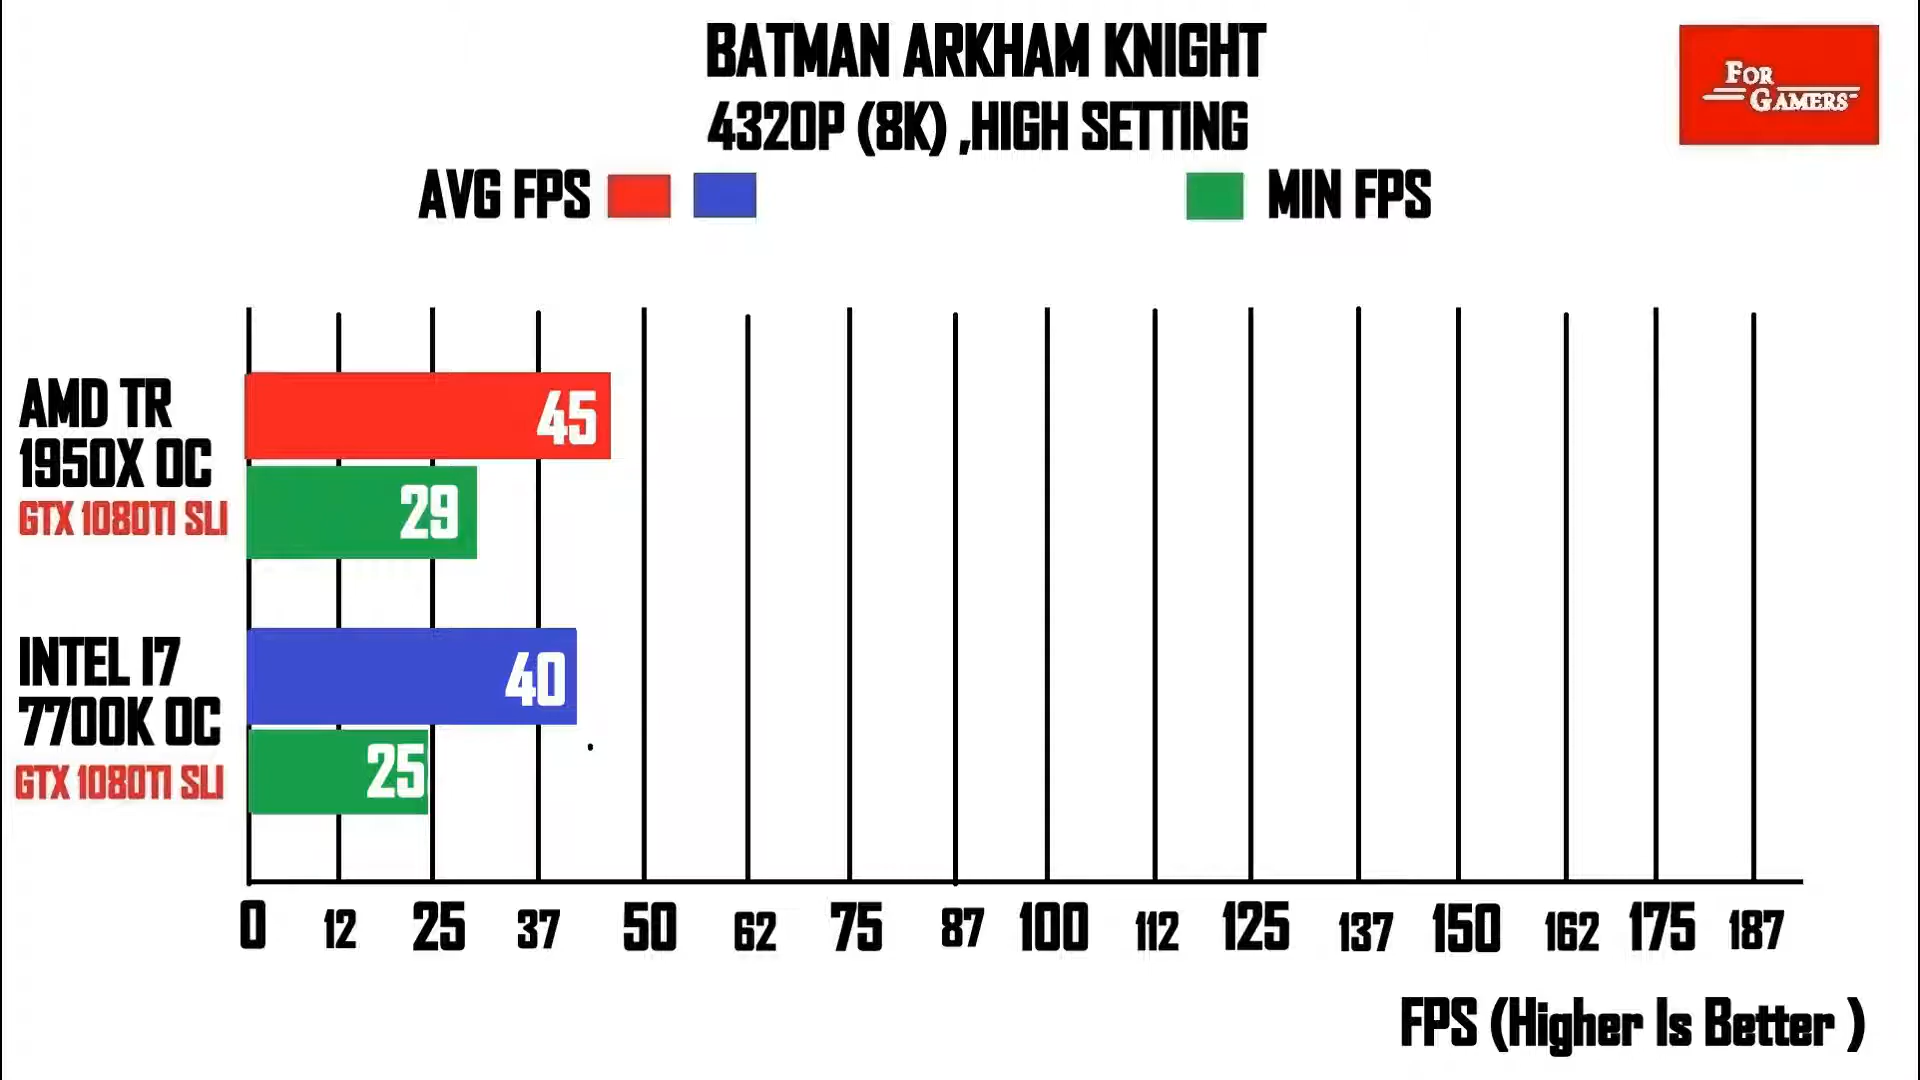 BATMAN ARKHAM KNIGHT
4320P (8K) ,HIGH SETTING
FOR
GAMERS
AVG FPS
MIN FPS
AMD TR
1950X OC
GTX 1080TI SLI
45
29
INTEL I7
7700K OC
GTX 1080TI SLI
40
25
0 12 25 37 50 62 75 87 100 112 125 137 150 162 175 187
FPS (Higher Is Better )